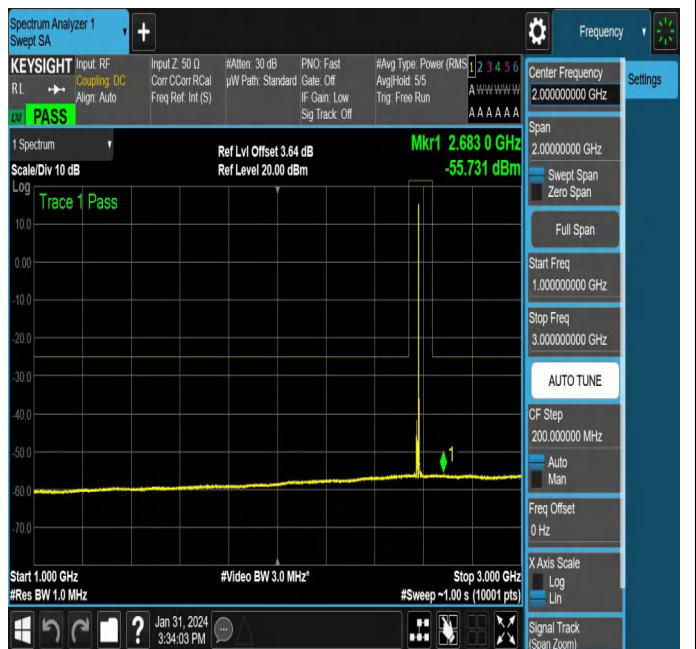 Spectrum Analyzer 1
Swept SA
+
Frequency
KEYSIGHT
RL
LXI
PASS
Input: RF
Coupling: DC
Align: Auto
Input Z: 50 Ω
Corr CCorr RCal
Freq Ref: Int (S)
#Atten: 30 dB
µW Path: Standard
PNO: Fast
Gate: Off
IF Gain: Low
Sig Track: Off
#Avg Type: Power (RMS
Avg|Hold: 5/5
Trig: Free Run
1 2 3 4 5 6
A W W W W W
A A A A A A
1 Spectrum
Scale/Div 10 dB
Ref Lvl Offset 3.64 dB
Ref Level 20.00 dBm
Mkr1 2.683 0 GHz
-55.731 dBm
Log
Trace 1 Pass
10.0
0.00
-10.0
-20.0
-30.0
-40.0
-50.0
-60.0
-70.0
1
Start 1.000 GHz
#Res BW 1.0 MHz
#Video BW 3.0 MHz*
Stop 3.000 GHz
#Sweep ~1.00 s (10001 pts)
Center Frequency
2.000000000 GHz
Settings
Span
2.00000000 GHz
Swept Span
Zero Span
Full Span
Start Freq
1.000000000 GHz
Stop Freq
3.000000000 GHz
AUTO TUNE
CF Step
200.000000 MHz
Auto
Man
Freq Offset
0 Hz
X Axis Scale
Log
Lin
Signal Track
(Span Zoom)
?
Jan 31, 2024
3:34:03 PM